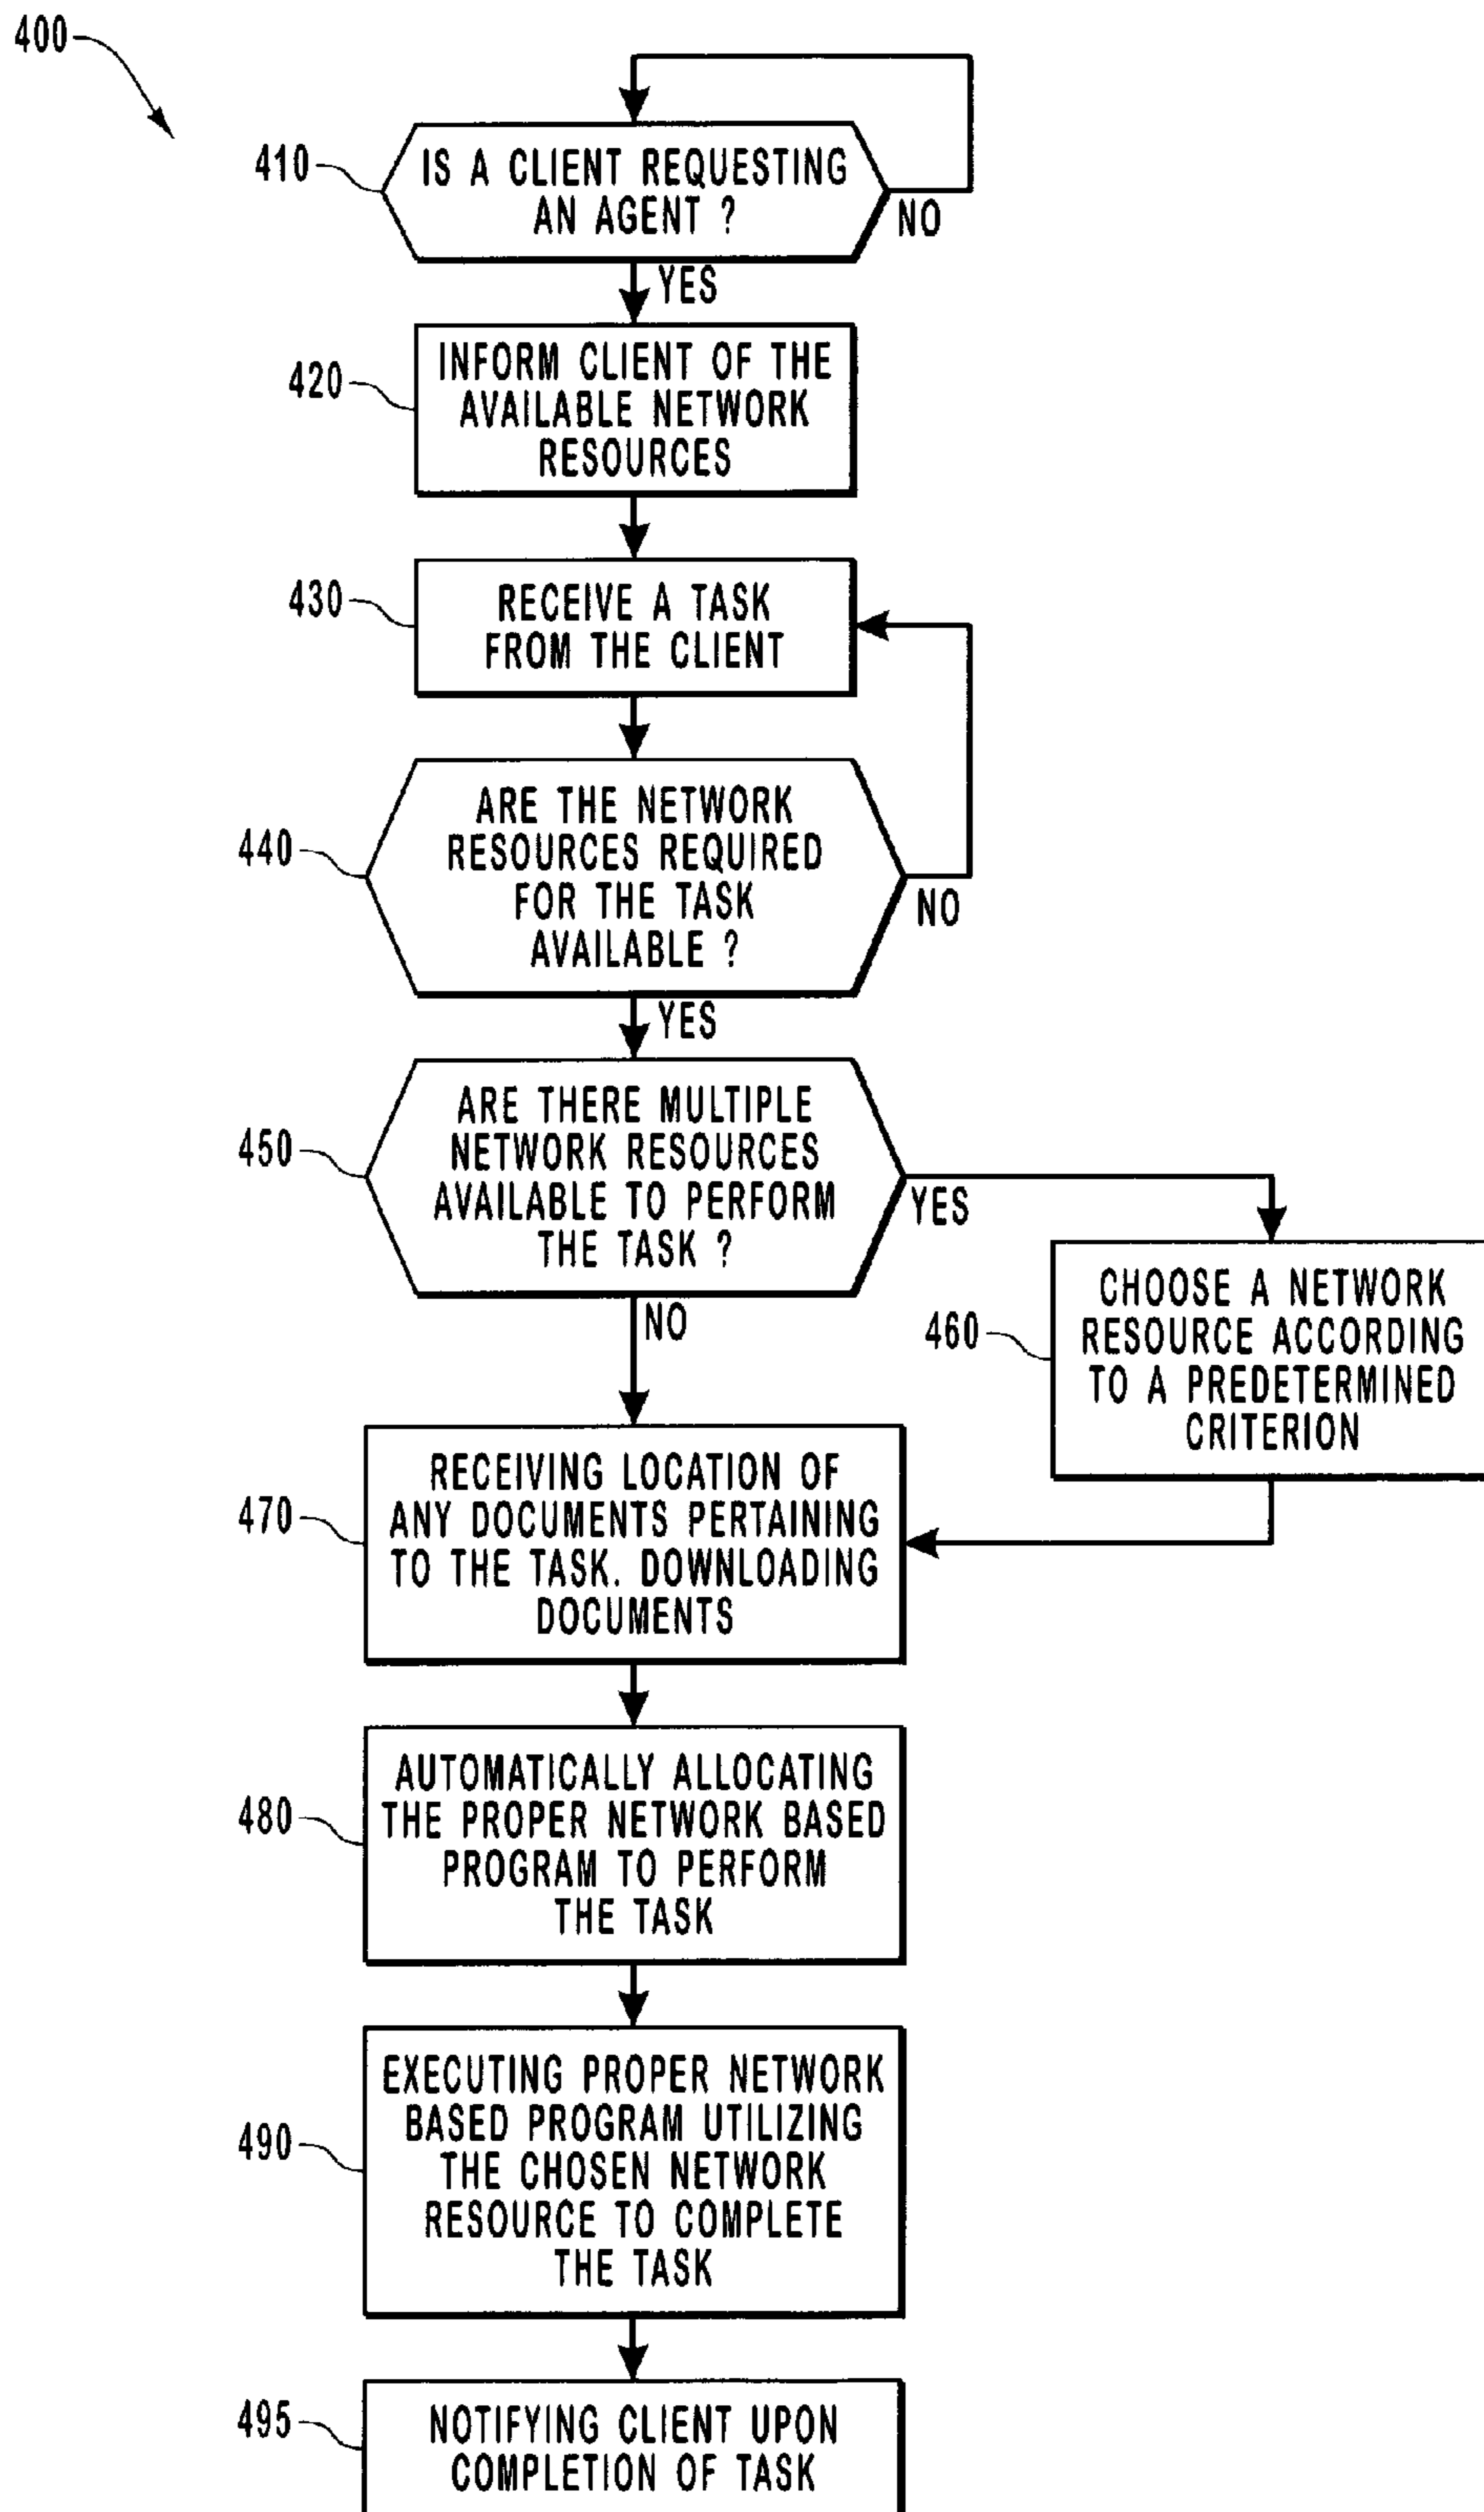 400
410
IS A CLIENT REQUESTING
AN AGENT ?
NO
YES
420
INFORM CLIENT OF THE
AVAILABLE NETWORK
RESOURCES
430
RECEIVE A TASK
FROM THE CLIENT
440
ARE THE NETWORK
RESOURCES REQUIRED
FOR THE TASK
AVAILABLE ?
NO
YES
450
ARE THERE MULTIPLE
NETWORK RESOURCES
AVAILABLE TO PERFORM
THE TASK ?
YES
NO
460
CHOOSE A NETWORK
RESOURCE ACCORDING
TO A PREDETERMINED
CRITERION
470
RECEIVING LOCATION OF
ANY DOCUMENTS PERTAINING
TO THE TASK. DOWNLOADING
DOCUMENTS
480
AUTOMATICALLY ALLOCATING
THE PROPER NETWORK BASED
PROGRAM TO PERFORM
THE TASK
490
EXECUTING PROPER NETWORK
BASED PROGRAM UTILIZING
THE CHOSEN NETWORK
RESOURCE TO COMPLETE
THE TASK
495
NOTIFYING CLIENT UPON
COMPLETION OF TASK